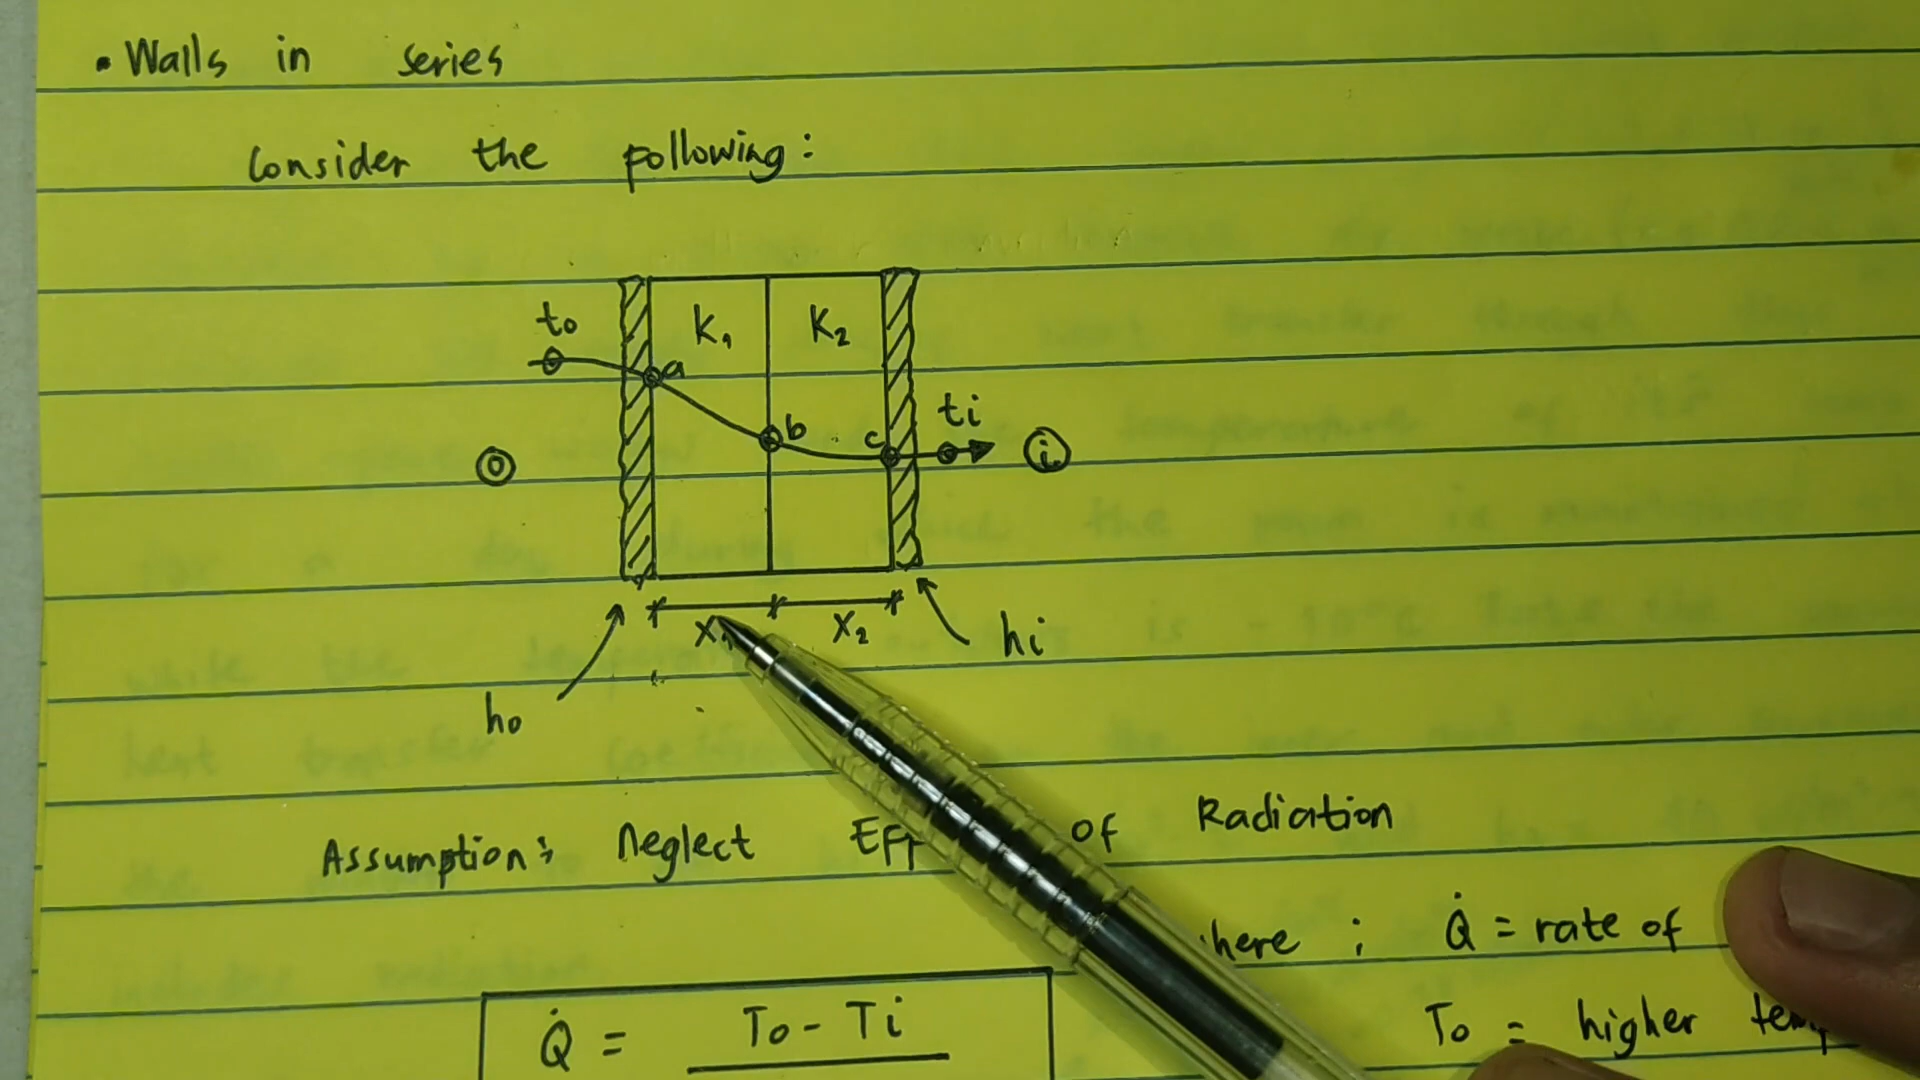 • Walls in series
Consider the following:
to
K1
K2
a
b
c
ti
o
i
x1
x2
hi
ho
Assumption: Neglect Eff of Radiation
here ; Q̇ = rate of
Q̇ = To - Ti
To = higher temp